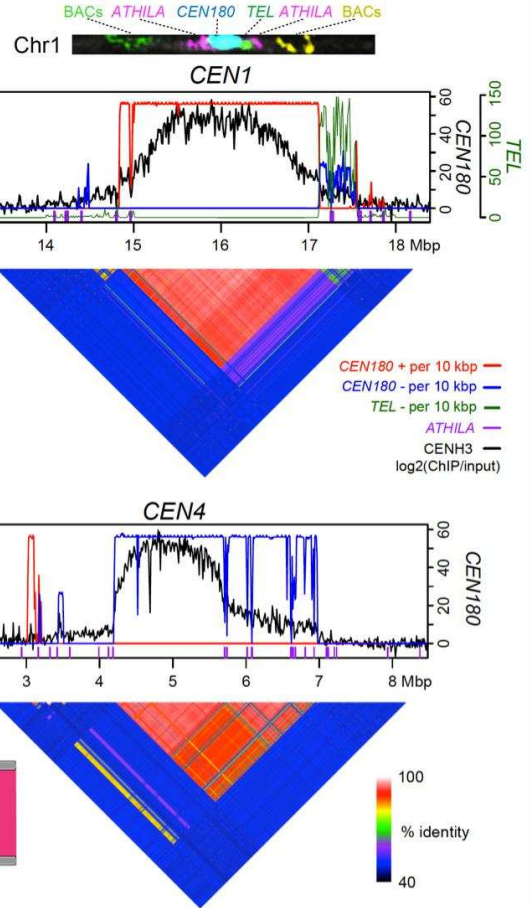 BACs ATHILA CEN180 TEL ATHILA BACs
Chr1
CEN1
60
40
20
0
CEN180
150
100
50
0
TEL
14 15 16 17 18 Mbp
CEN180 + per 10 kbp
CEN180 - per 10 kbp
TEL - per 10 kbp
ATHILA
CENH3
log2(ChIP/input)
CEN4
60
40
20
0
CEN180
3 4 5 6 7 8 Mbp
100
% identity
40